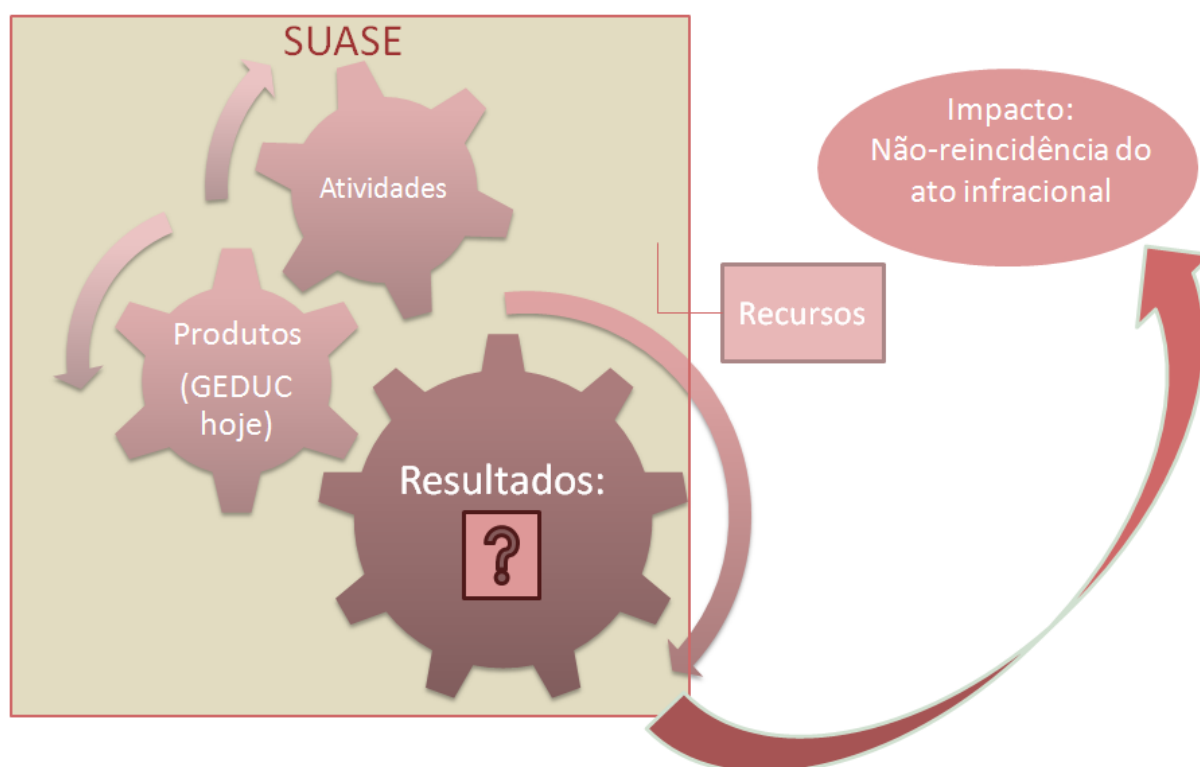 SUASE
Atividades
Produtos
(GEDUC
hoje)
Resultados:
?
Recursos
Impacto:
Não-reincidência do
ato infracional